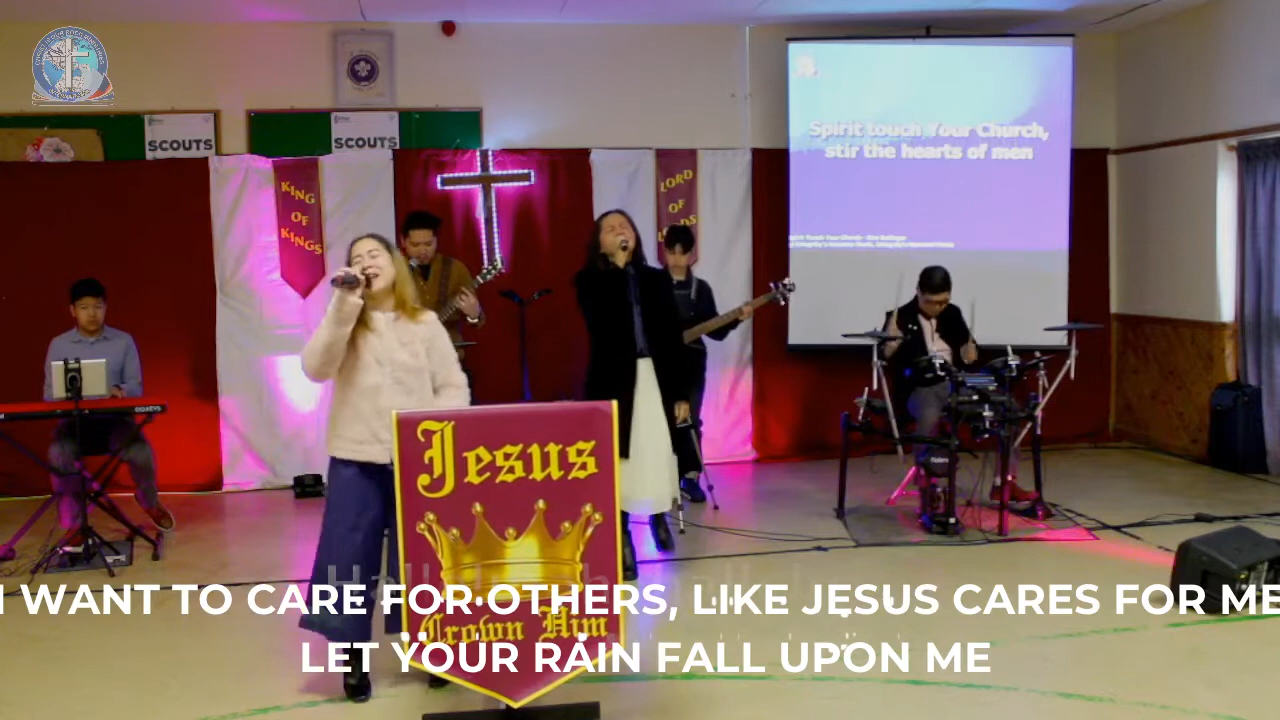 SCOUTS
SCOUTS
KING
OF
KINGS
LORD
OF
LORDS
Spirit touch Your Church,
stir the hearts of men
Jesus
Crown Him
I WANT TO CARE FOR OTHERS, LIKE JESUS CARES FOR ME
LET YOUR RAIN FALL UPON ME